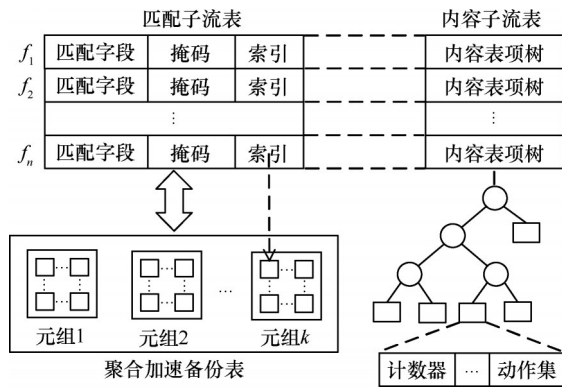 匹配子流表 内容子流表
f₁ 匹配字段 掩码 索引 内容表项树
f₂ 匹配字段 掩码 索引 内容表项树
⋮ ⋮
fₙ 匹配字段 掩码 索引 内容表项树
… … …
⋮ ⋮ ⋮ ⋮ … ⋮ ⋮
… … …
元组1 元组2 元组k
聚合加速备份表
计数器 … 动作集